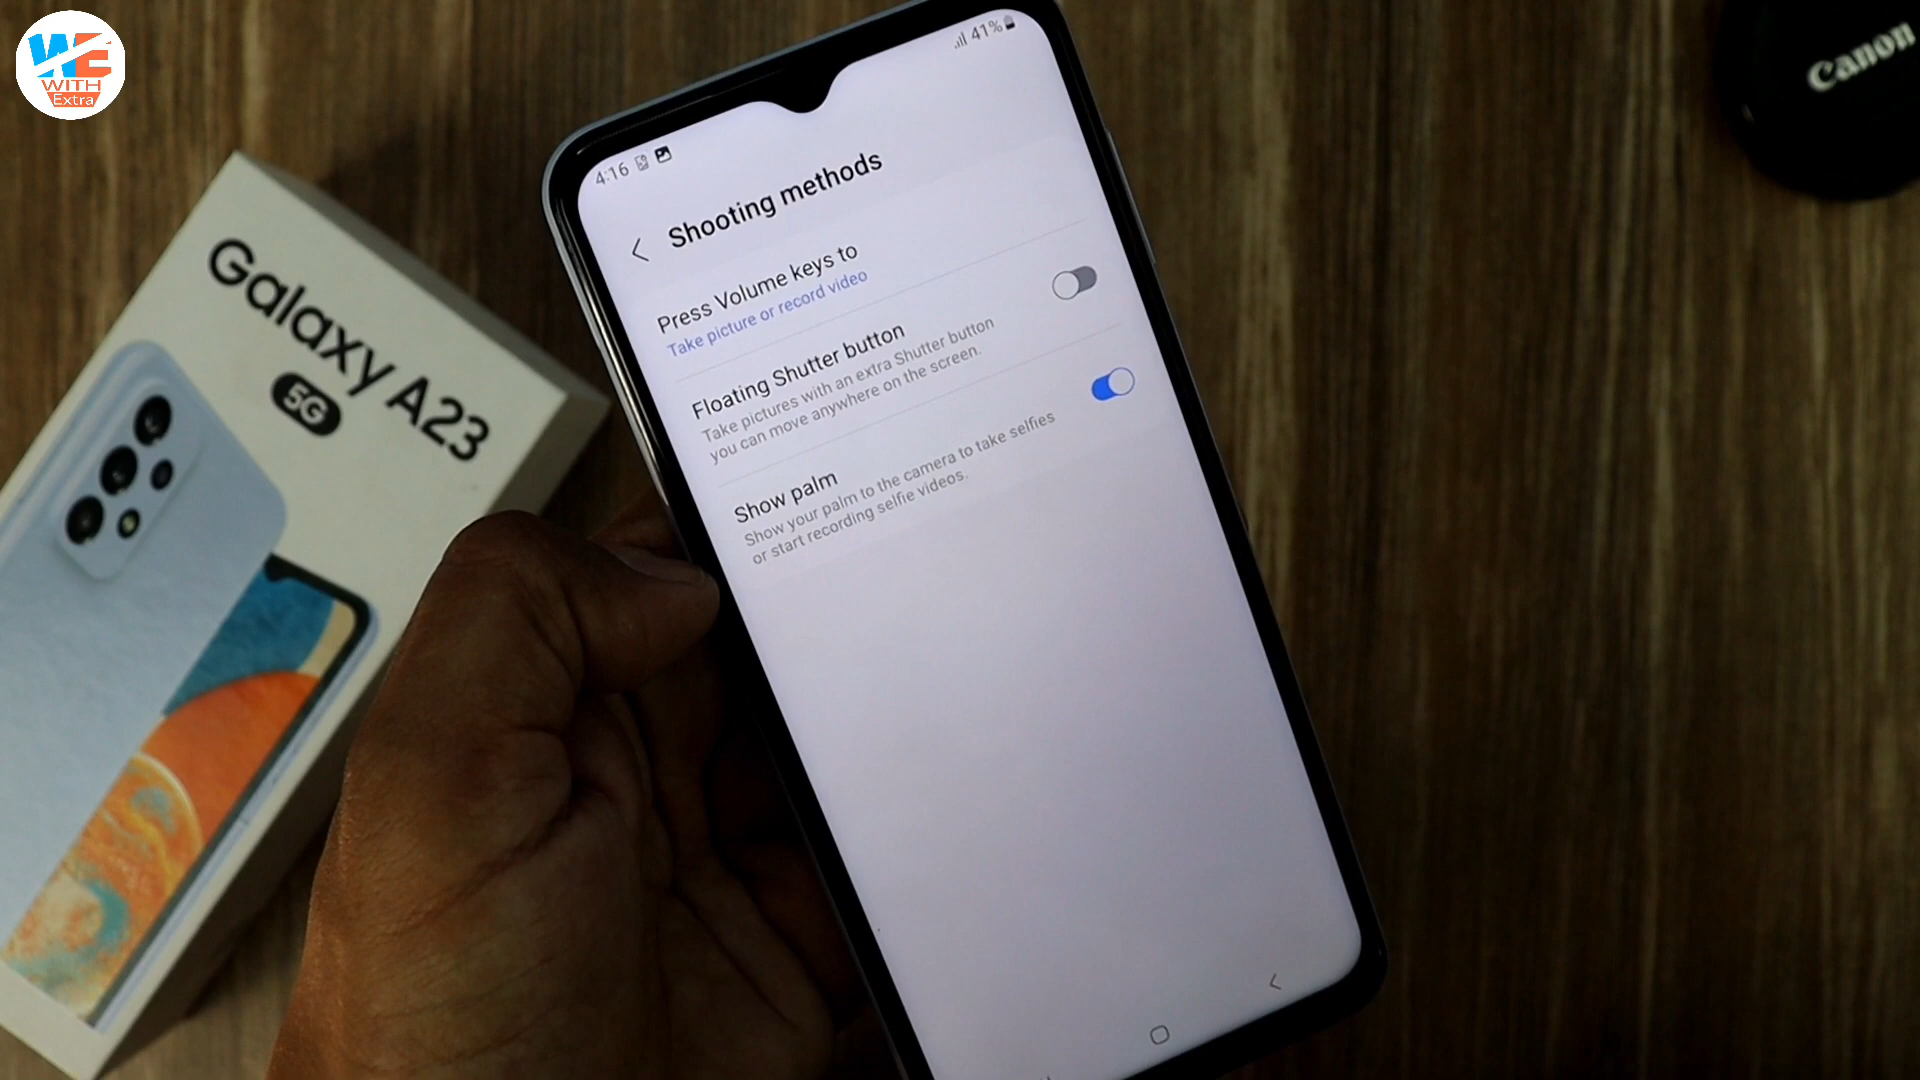 WE
WITH
Extra
Canon
Galaxy A23
5G
4:16
41%
Shooting methods
Press Volume keys to
Take picture or record video
Floating Shutter button
Take pictures with an extra Shutter button
you can move anywhere on the screen.
Show palm
Show your palm to the camera to take selfies
or start recording selfie videos.